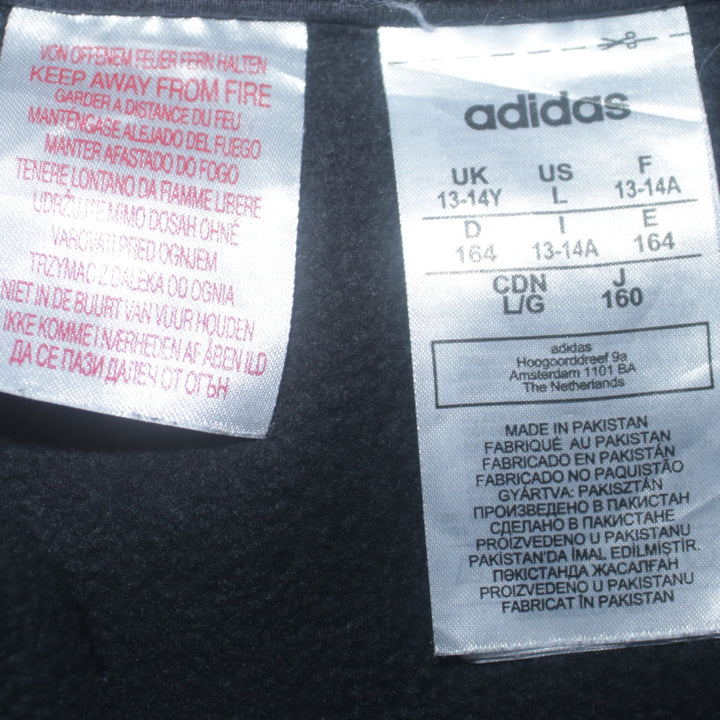 VON OFFENEM FEUER FERN HALTEN
KEEP AWAY FROM FIRE
GARDER A DISTANCE DU FEU
MANTÉNGASE ALEJADO DEL FUEGO
MANTER AFASTADO DO FOGO
TENERE LONTANO DA FIAMME LIBERE
UDRŽUJTE MIMO DOSAH OHNĚ
VAROVATI PRIED OGNJEM
TRZYMAC Z DALEKA OD OGNIA
NIET IN DE BUURT VAN VUUR HOUDEN
IKKE KOMME I NÆRHEDEN AF ÅBEN ILD
ДА СЕ ПАЗИ ДАЛЕЧ ОТ ОГЪН
adidas
UK US F
13-14Y L 13-14A
D I E
164 13-14A 164
CDN J
L/G 160
adidas
Hoogoorddreef 9a
Amsterdam 1101 BA
The Netherlands
MADE IN PAKISTAN
FABRIQUÉ AU PAKISTAN
FABRICADO EN PAKISTÁN
FABRICADO NO PAQUISTÃO
GYÁRTVA: PAKISZTÁN
ПРОИЗВЕДЕНО В ПАКИСТАН
СДЕЛАНО В ПАКИСТАНЕ
PROIZVEDENO U PAKISTANU
PAKİSTAN'DA İMAL EDİLMİŞTİR.
ПӘКІСТАНДА ЖАСАЛҒАН
PROIZVEDENO U PAKISTANU
FABRICAT ÎN PAKISTAN